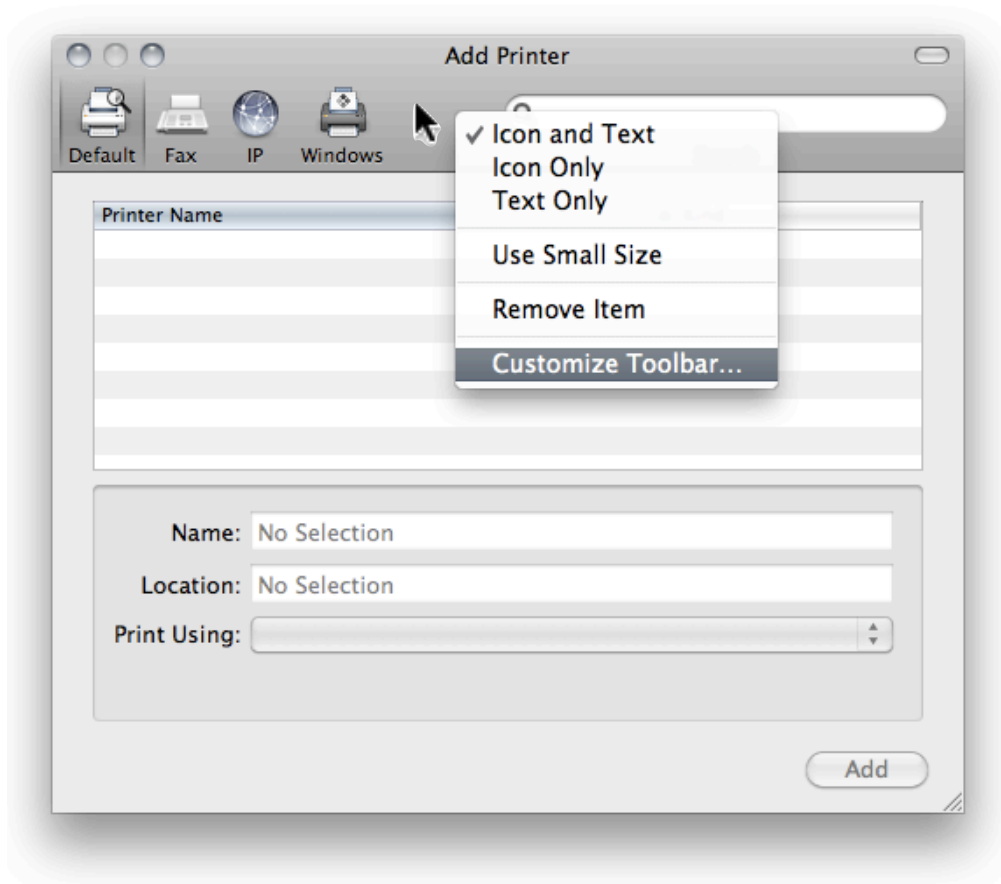 Add Printer
Default Fax IP Windows
✓ Icon and Text
Icon Only
Text Only
Use Small Size
Remove Item
Customize Toolbar...
Printer Name
Name: No Selection
Location: No Selection
Print Using:
Add